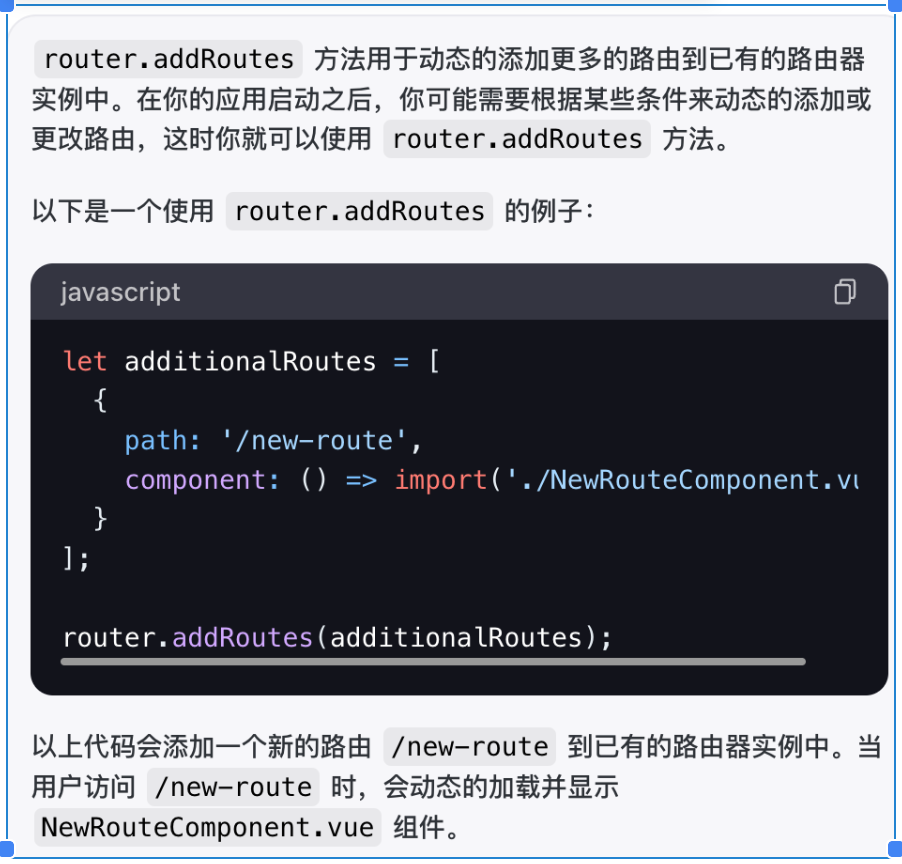 router.addRoutes 方法用于动态的添加更多的路由到已有的路由器
实例中。在你的应用启动之后，你可能需要根据某些条件来动态的添加或
更改路由，这时你就可以使用 router.addRoutes 方法。
以下是一个使用 router.addRoutes 的例子：
javascript
let additionalRoutes = [
  {
    path: '/new-route',
    component: () => import('./NewRouteComponent.vu
  }
];
router.addRoutes(additionalRoutes);
以上代码会添加一个新的路由 /new-route 到已有的路由器实例中。当
用户访问 /new-route 时，会动态的加载并显示
NewRouteComponent.vue 组件。